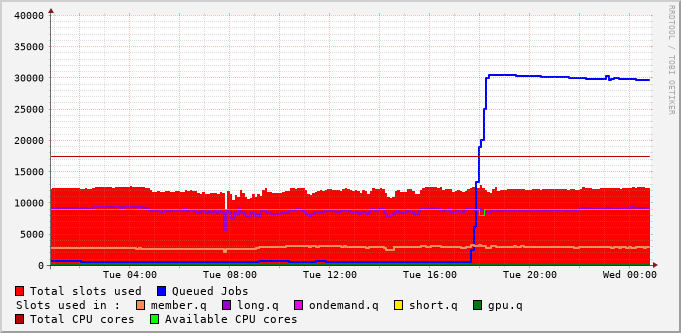 40000
35000
30000
25000
20000
15000
10000
5000
0
Tue 04:00 Tue 08:00 Tue 12:00 Tue 16:00 Tue 20:00 Wed 00:00
RRDTOOL / TOBI OETIKER
Total slots used Queued Jobs
Slots used in : member.q long.q ondemand.q short.q gpu.q
Total CPU cores Available CPU cores